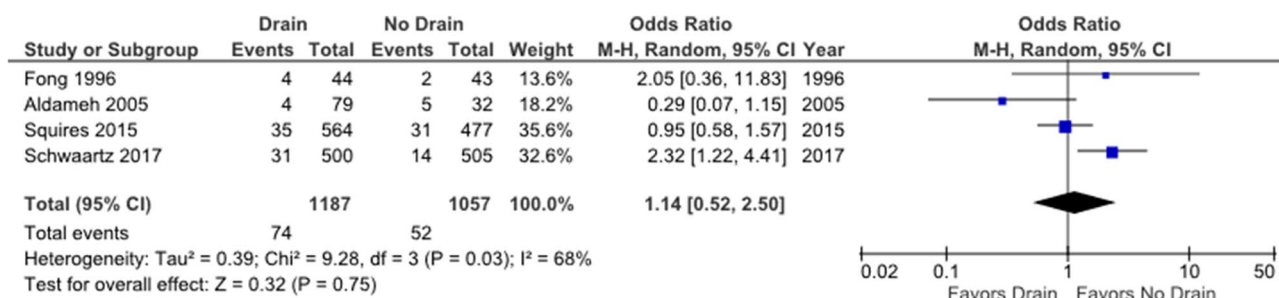 Drain No Drain Odds Ratio Odds Ratio
Study or Subgroup Events Total Events Total Weight M-H, Random, 95% CI Year M-H, Random, 95% CI
Fong 1996 4 44 2 43 13.6% 2.05 [0.36, 11.83] 1996
Aldameh 2005 4 79 5 32 18.2% 0.29 [0.07, 1.15] 2005
Squires 2015 35 564 31 477 35.6% 0.95 [0.58, 1.57] 2015
Schwaartz 2017 31 500 14 505 32.6% 2.32 [1.22, 4.41] 2017
Total (95% CI) 1187 1057 100.0% 1.14 [0.52, 2.50]
Total events 74 52
Heterogeneity: Tau² = 0.39; Chi² = 9.28, df = 3 (P = 0.03); I² = 68%
Test for overall effect: Z = 0.32 (P = 0.75)
0.02 0.1 1 10 50
Favors Drain Favors No Drain